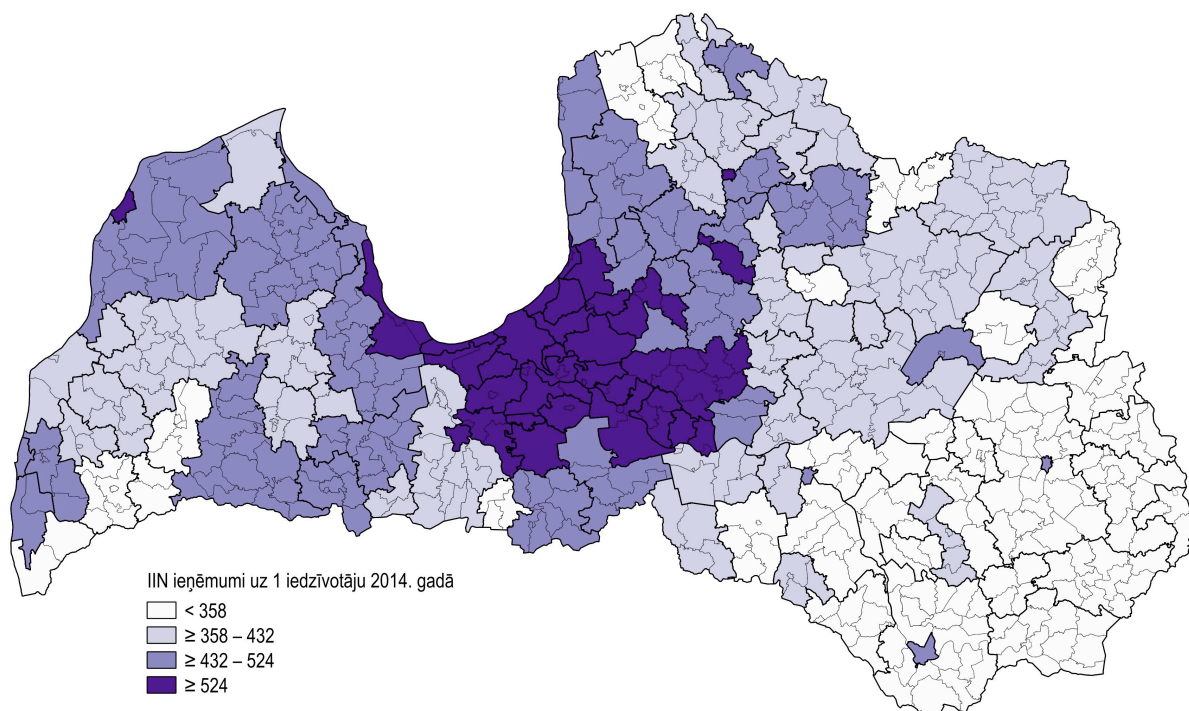 IIN ieņēmumi uz 1 iedzīvotāju 2014. gadā
< 358
≥ 358 – 432
≥ 432 – 524
≥ 524